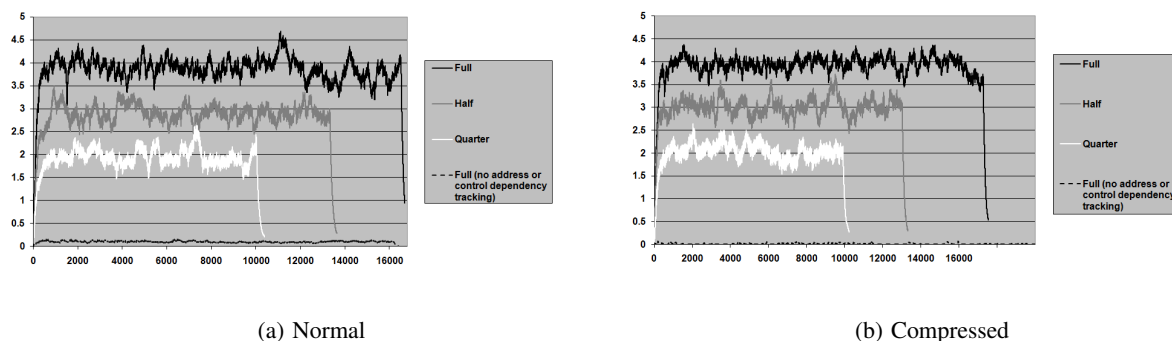 5
4.5
4
3.5
3
2.5
2
1.5
1
0.5
0
0 2000 4000 6000 8000 10000 12000 14000 16000
Full
Half
Quarter
Full (no address or
control dependency
tracking)
(a) Normal
5
4.5
4
3.5
3
2.5
2
1.5
1
0.5
0
0 2000 4000 6000 8000 10000 12000 14000 16000
Full
Half
Quarter
Full (no address or
control dependency
tracking)
(b) Compressed